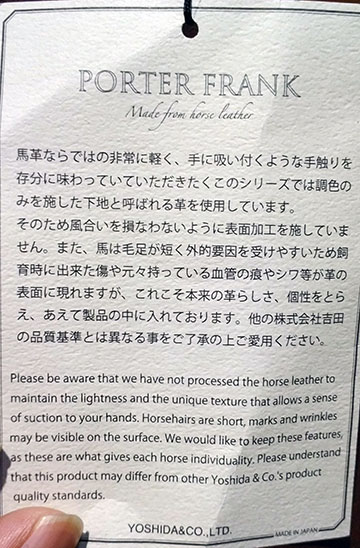 PORTER FRANK
Made from horse leather
馬革ならではの非常に軽く、手に吸い付くような手触りを
存分に味わっていていただきたくこのシリーズでは調色の
みを施した下地と呼ばれる革を使用しています。
そのため風合いを損なわないように表面加工を施していま
せん。また、馬は毛足が短く外的要因を受けやすいため飼
育時に出来た傷や元々持っている血管の痕やシワ等が革の
表面に現れますが、これこそ本来の革らしさ、個性をとら
え、あえて製品の中に入れております。他の株式会社吉田
の品質基準とは異なる事をご了承の上ご愛用ください。
Please be aware that we have not processed the horse leather to
maintain the lightness and the unique texture that allows a sense
of suction to your hands. Horsehairs are short, marks and wrinkles
may be visible on the surface. We would like to keep these features,
as these are what gives each horse individuality. Please understand
that this product may differ from other Yoshida & Co.'s product
quality standards.
YOSHIDA&CO.,LTD.
MADE IN JAPAN